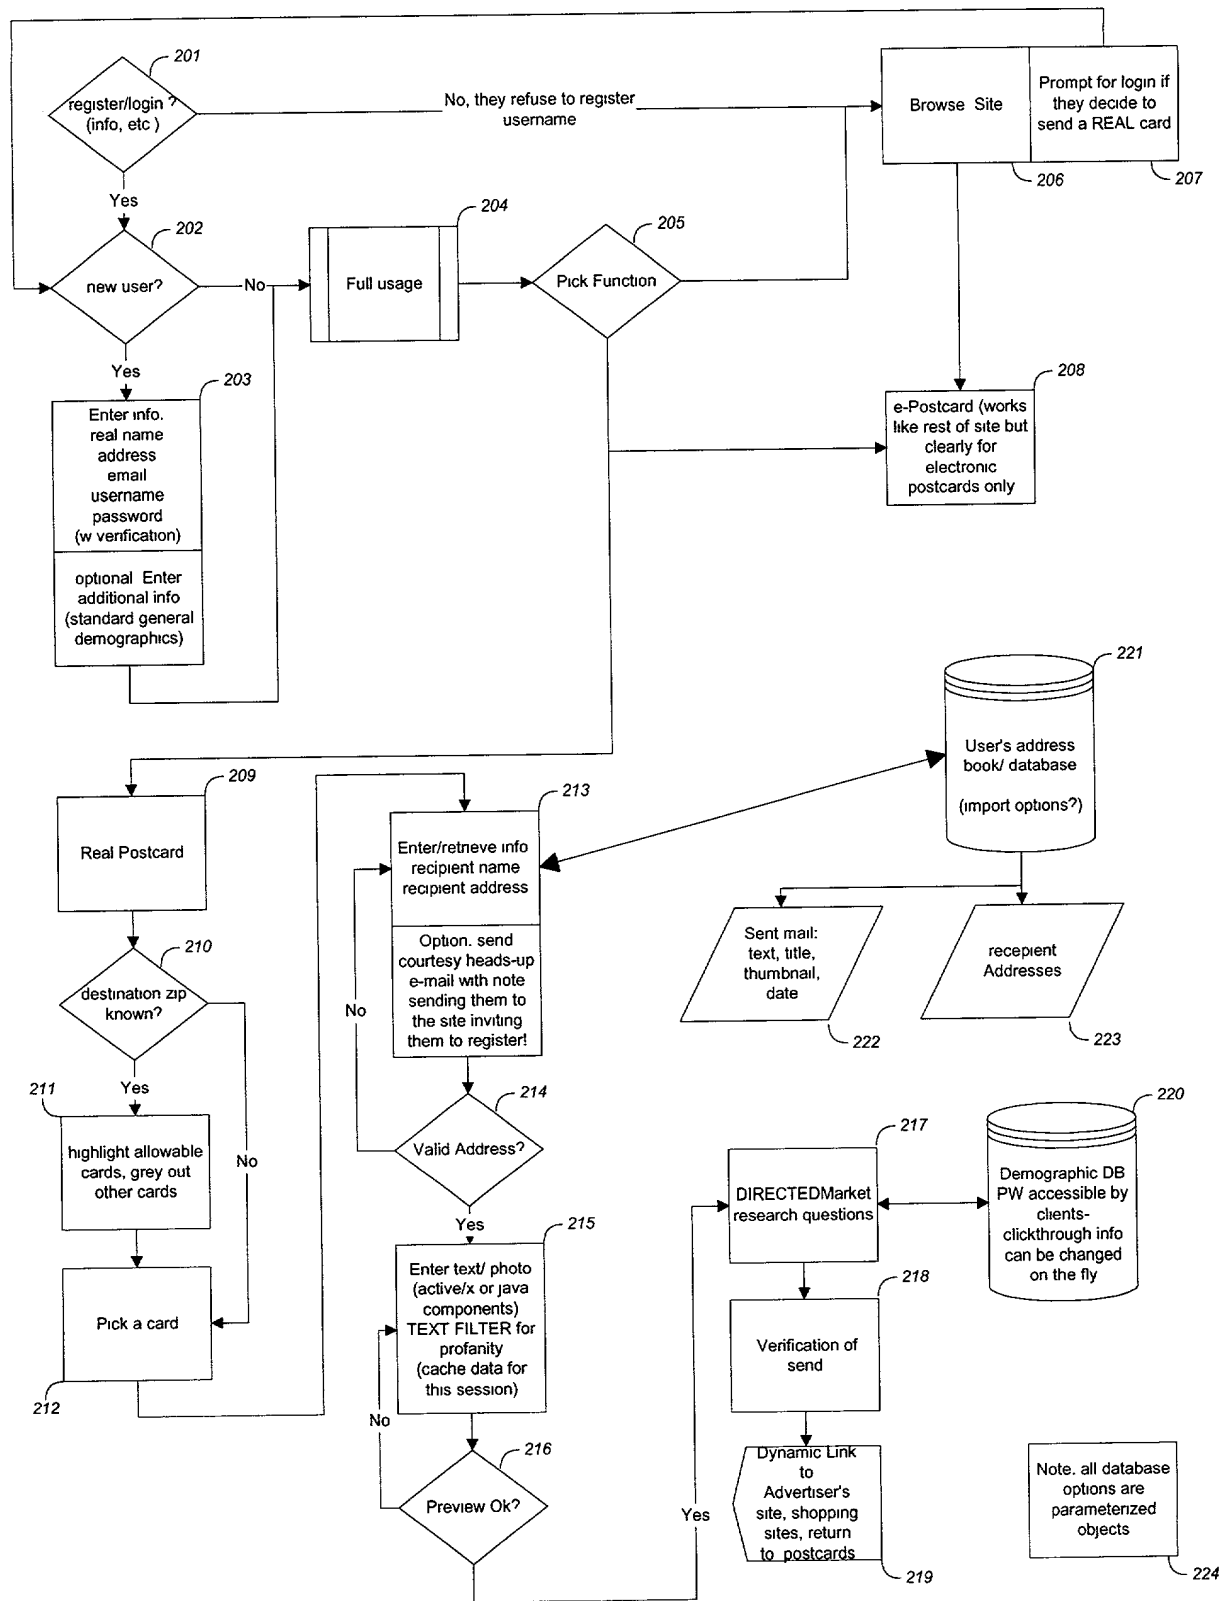 201
register/login ?
(info, etc )
No, they refuse to register
username
Browse Site
Prompt for login if
they decide to
send a REAL card
206
207
Yes
202
new user?
No
204
Full usage
205
Pick Function
Yes
203
Enter info.
real name
address
email
username
password
(w verification)
optional Enter
additional info
(standard general
demographics)
208
e-Postcard (works
like rest of site but
clearly for
electronic
postcards only
221
User's address
book/ database
(import options?)
209
Real Postcard
213
Enter/retrieve info
recipient name
recipient address
Option. send
courtesy heads-up
e-mail with note
sending them to
the site inviting
them to register!
Sent mail:
text, title,
thumbnail,
date
222
recepient
Addresses
223
210
destination zip
known?
No
Yes
211
highlight allowable
cards, grey out
other cards
No
Pick a card
212
214
Valid Address?
Yes
215
Enter text/ photo
(active/x or java
components)
TEXT FILTER for
profanity
(cache data for
this session)
No
216
Preview Ok?
Yes
217
DIRECTEDMarket
research questions
220
Demographic DB
PW accessible by
clients-
clickthrough info
can be changed
on the fly
218
Verification of
send
Dynamic Link
to
Advertiser's
site, shopping
sites, return
to postcards
219
Note. all database
options are
parameterized
objects
224